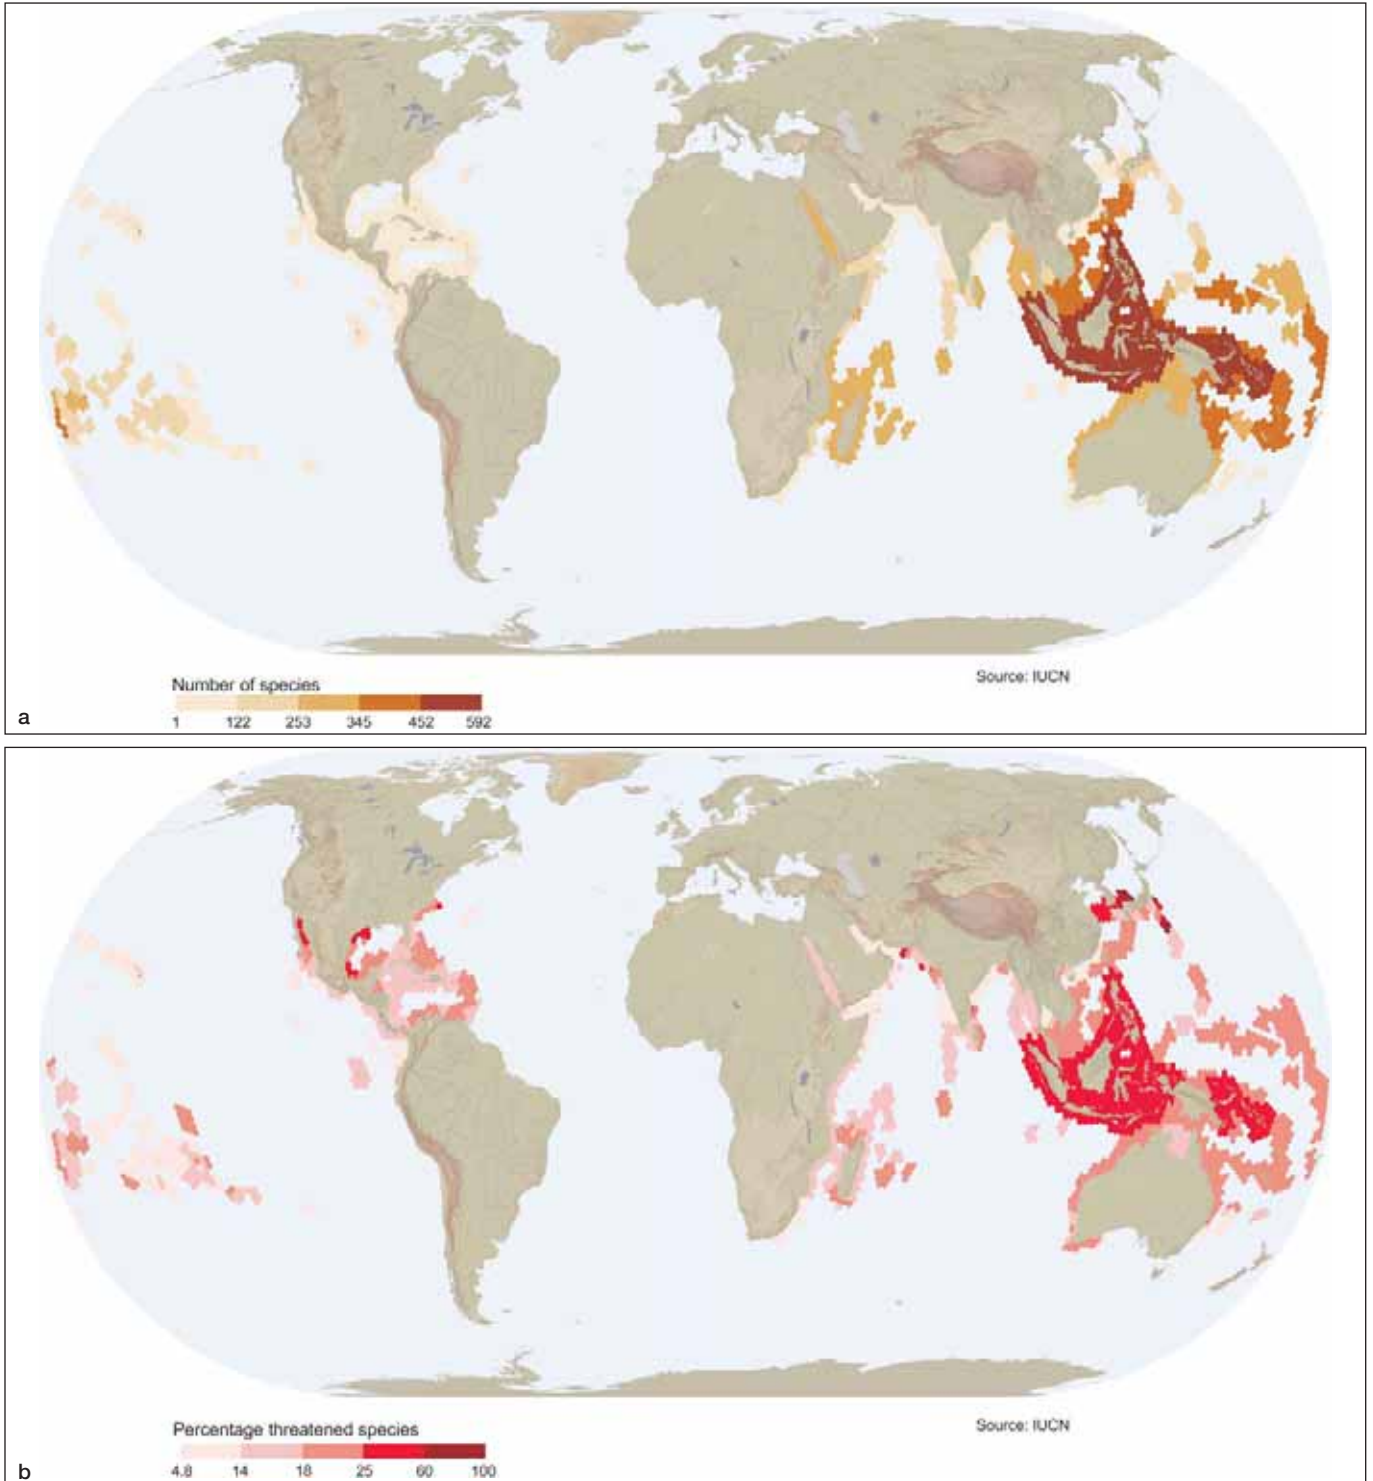 Source: IUCN
Number of species
1 122 253 345 452 592
a
Source: IUCN
Percentage threatened species
4.8 14 18 25 60 100
b